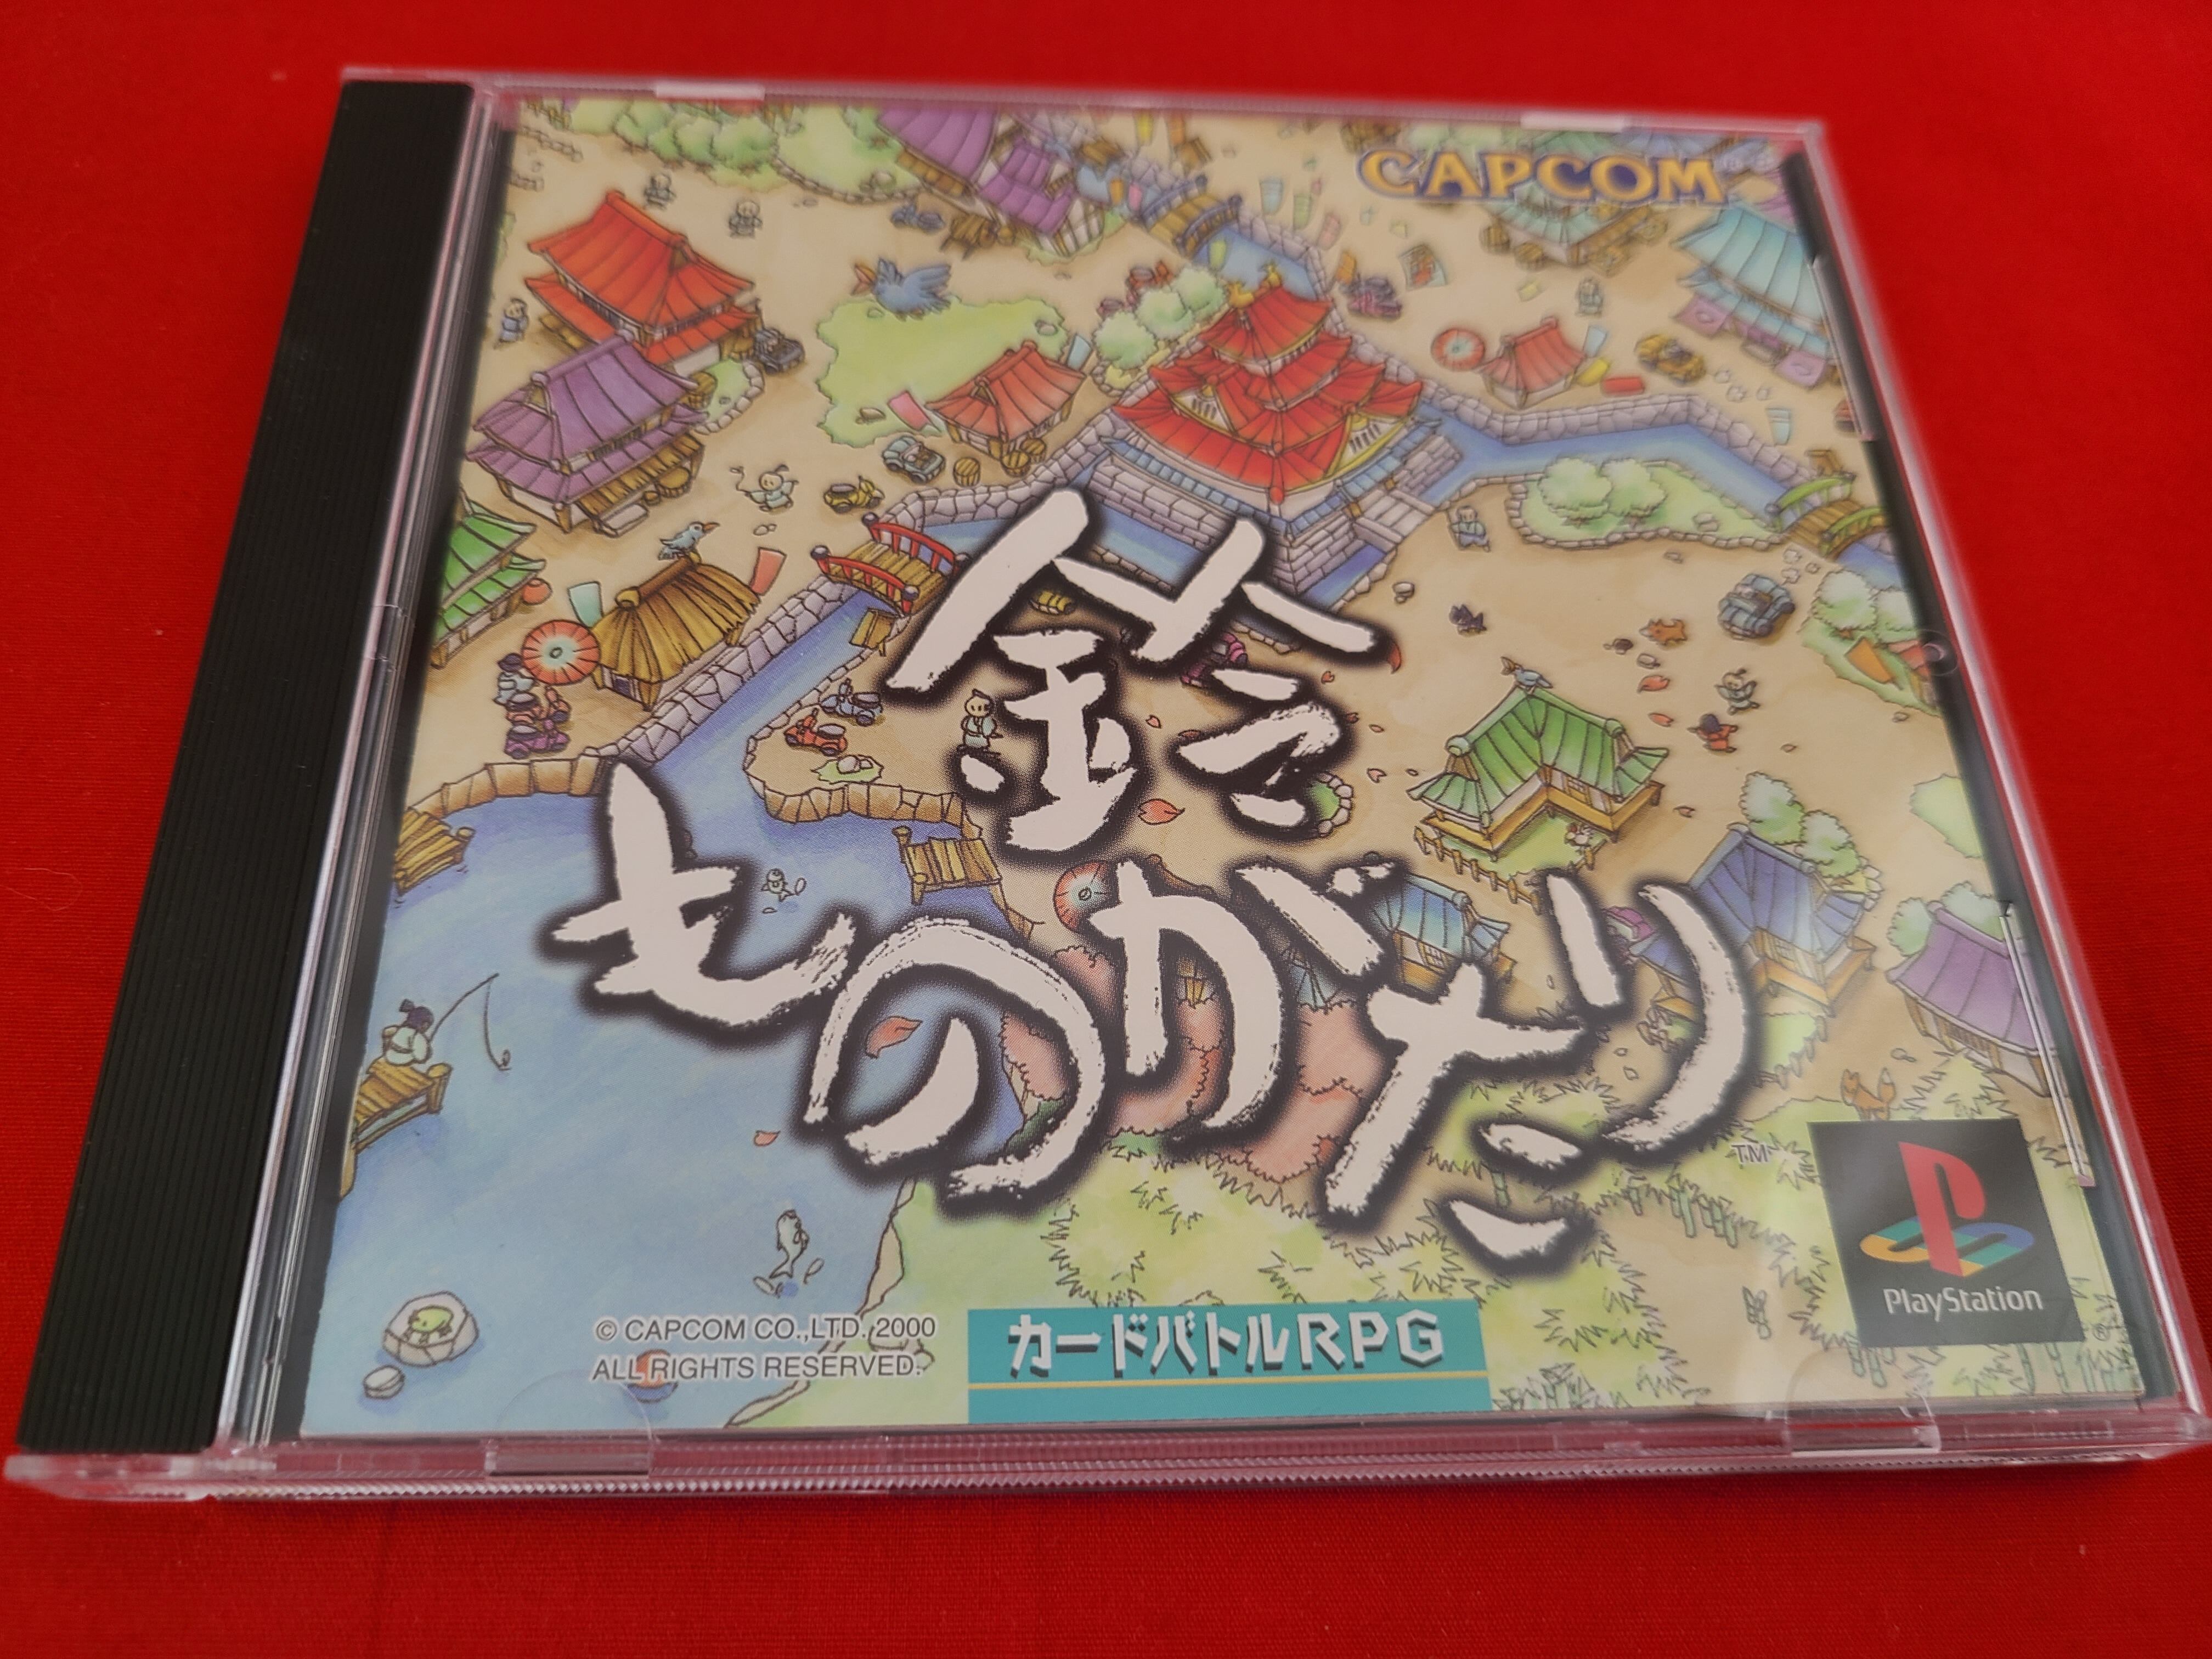 CAPCOM
鈴
ものがたり
TM
PlayStation
© CAPCOM CO.,LTD. 2000
ALL RIGHTS RESERVED.
カードバトルRPG